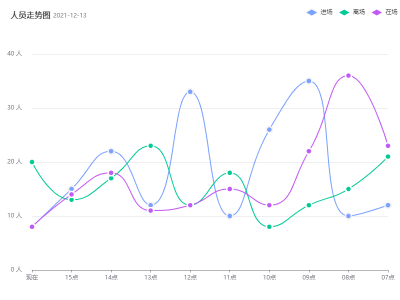 人员走势图 2021-12-13
进场 离场 在场
40 人
30 人
20 人
10 人
0 人
现在 15点 14点 13点 12点 11点 10点 09点 08点 07点